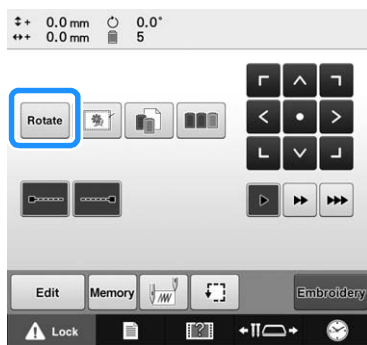 + 0.0 mm 0.0°
+ 0.0 mm 5
Rotate
Edit Memory Embroidery
Lock